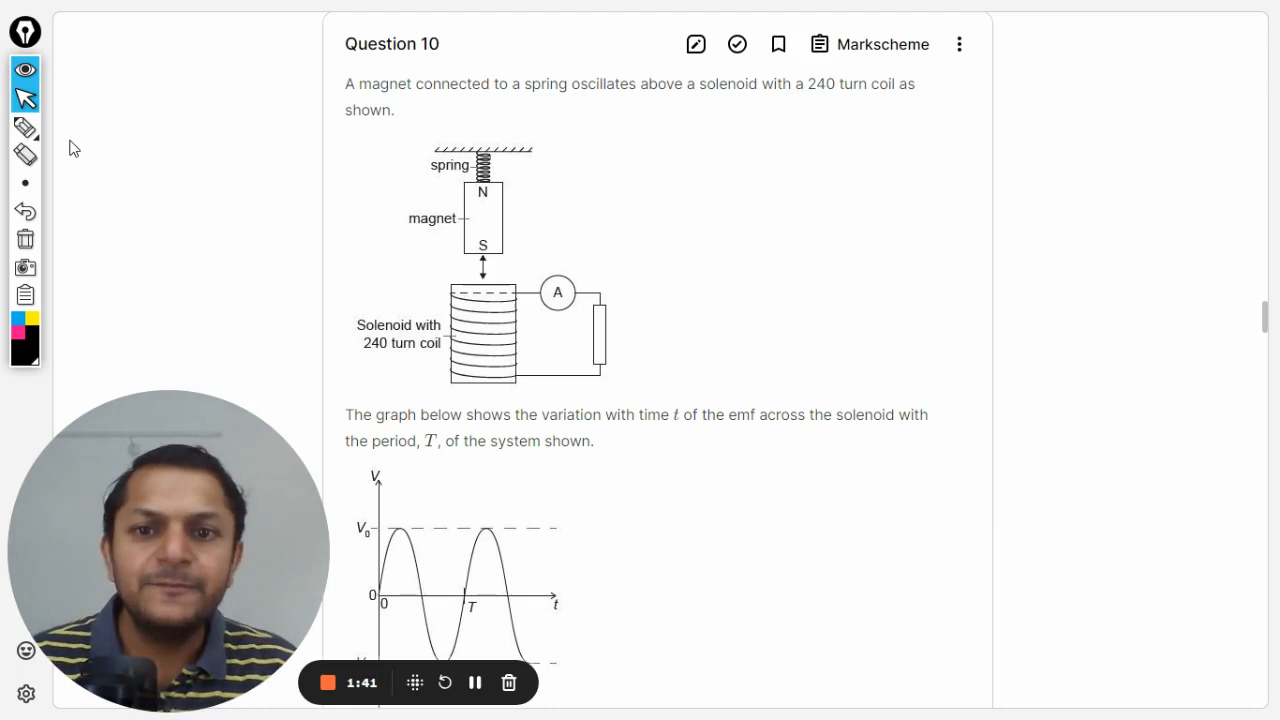 Question 10
Markscheme
A magnet connected to a spring oscillates above a solenoid with a 240 turn coil as
shown.
spring
N
magnet
S
A
Solenoid with
240 turn coil
The graph below shows the variation with time t of the emf across the solenoid with
the period, T, of the system shown.
V
V₀
0
0
T
t
1:41